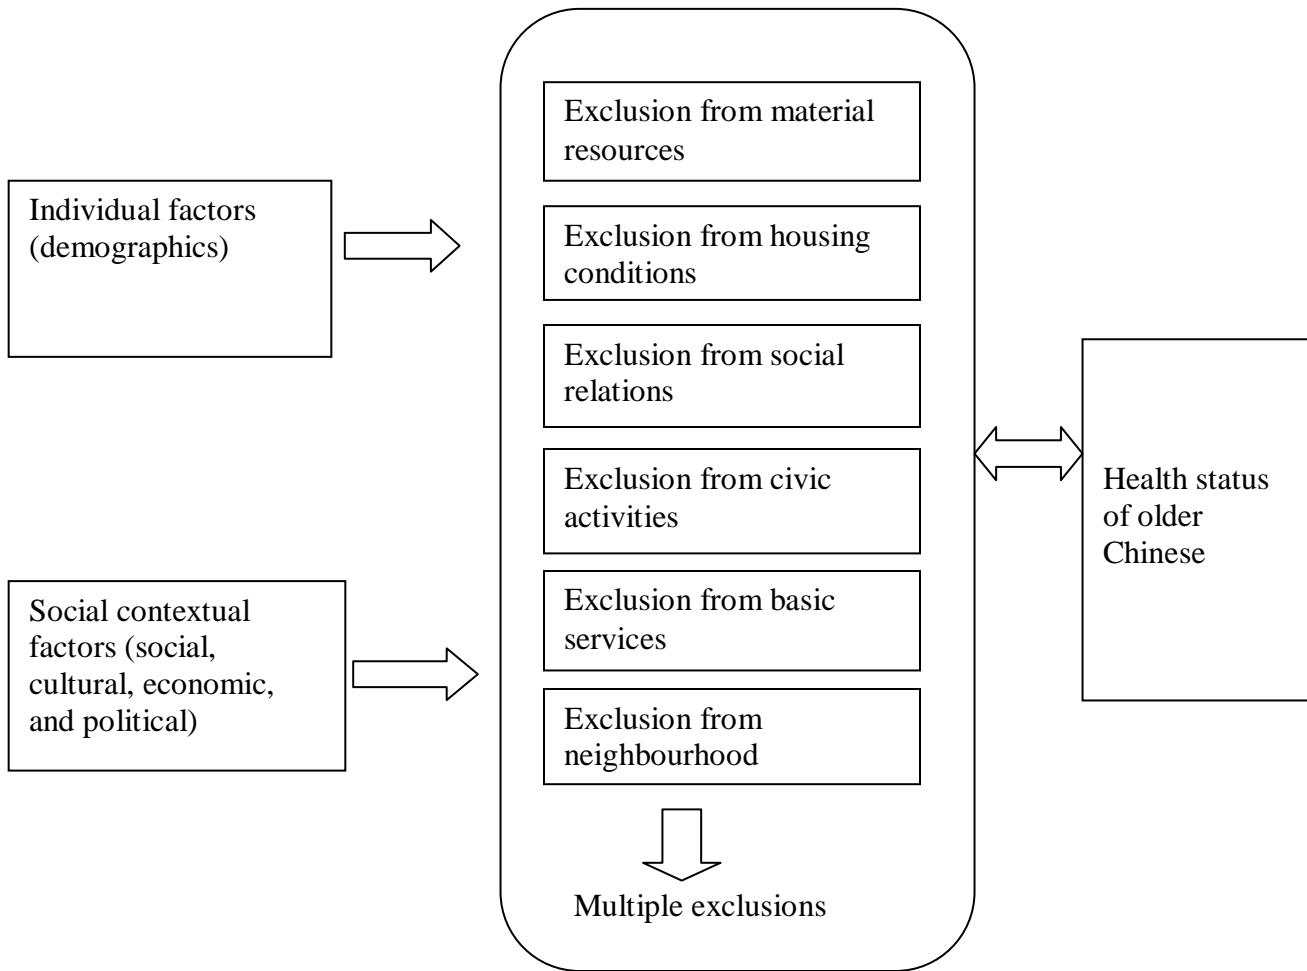 Individual factors
(demographics)
Social contextual
factors (social,
cultural, economic,
and political)
Exclusion from material
resources
Exclusion from housing
conditions
Exclusion from social
relations
Exclusion from civic
activities
Exclusion from basic
services
Exclusion from
neighbourhood
Multiple exclusions
Health status
of older
Chinese